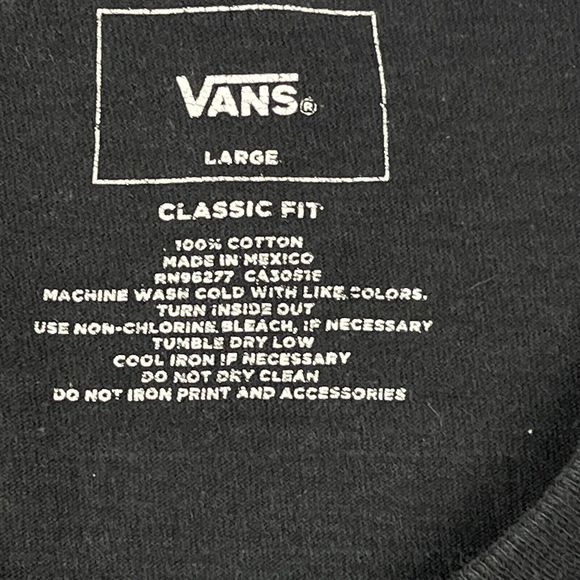 VANS®
LARGE
CLASSIC FIT
100% COTTON
MADE IN MEXICO
RN96277 CA30516
MACHINE WASH COLD WITH LIKE COLORS.
TURN INSIDE OUT
USE NON-CHLORINE BLEACH, IF NECESSARY
TUMBLE DRY LOW
COOL IRON IF NECESSARY
DO NOT DRY CLEAN
DO NOT IRON PRINT AND ACCESSORIES